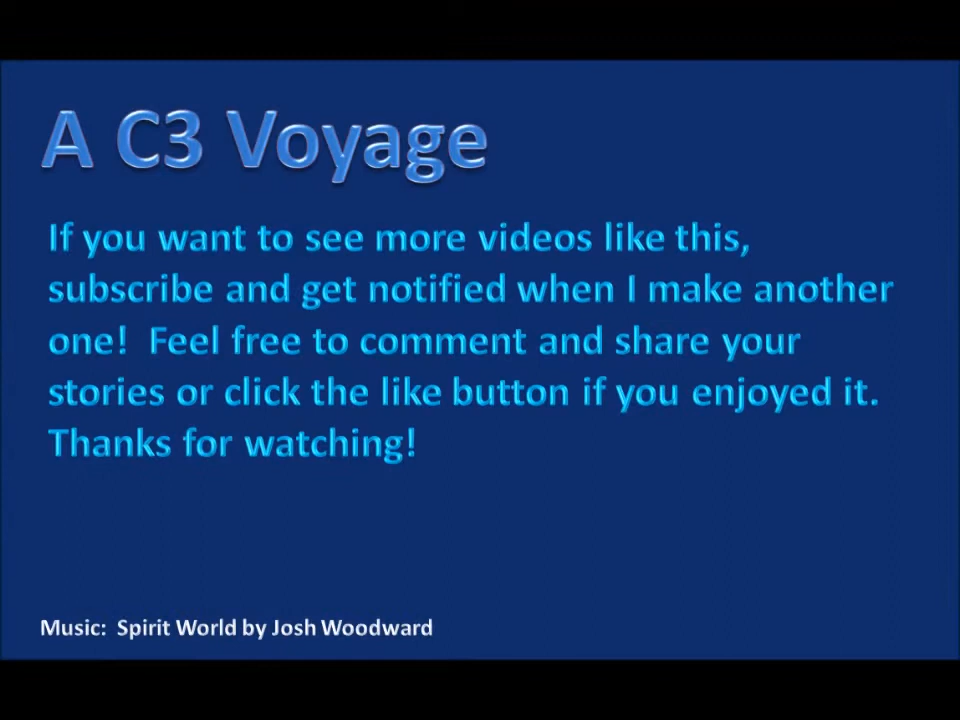 A C3 Voyage
If you want to see more videos like this,
subscribe and get notified when I make another
one!  Feel free to comment and share your
stories or click the like button if you enjoyed it.
Thanks for watching!
Music:  Spirit World by Josh Woodward